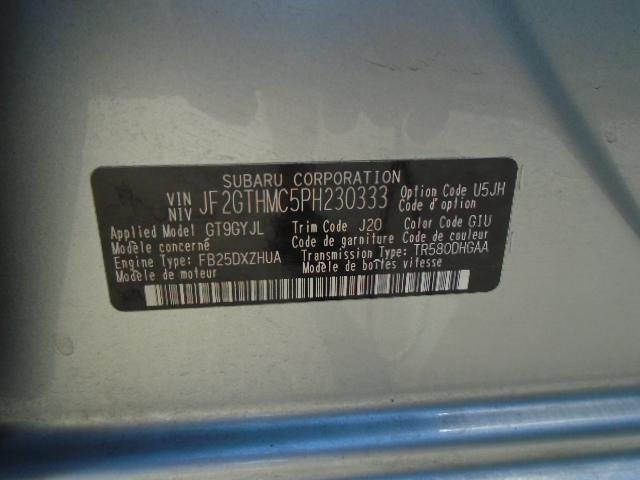 SUBARU CORPORATION
VIN
NIV JF2GTHMC5PH230333 Option Code U5JH
Code d'option
Applied Model GT9GYJL Trim Code J20 Color Code G1U
Modèle concerné Code de garniture Code de couleur
Engine Type: FB25DXZHUA Transmission Type: TR580DHGAA
Modèle de moteur Modèle de boîtes vitesse